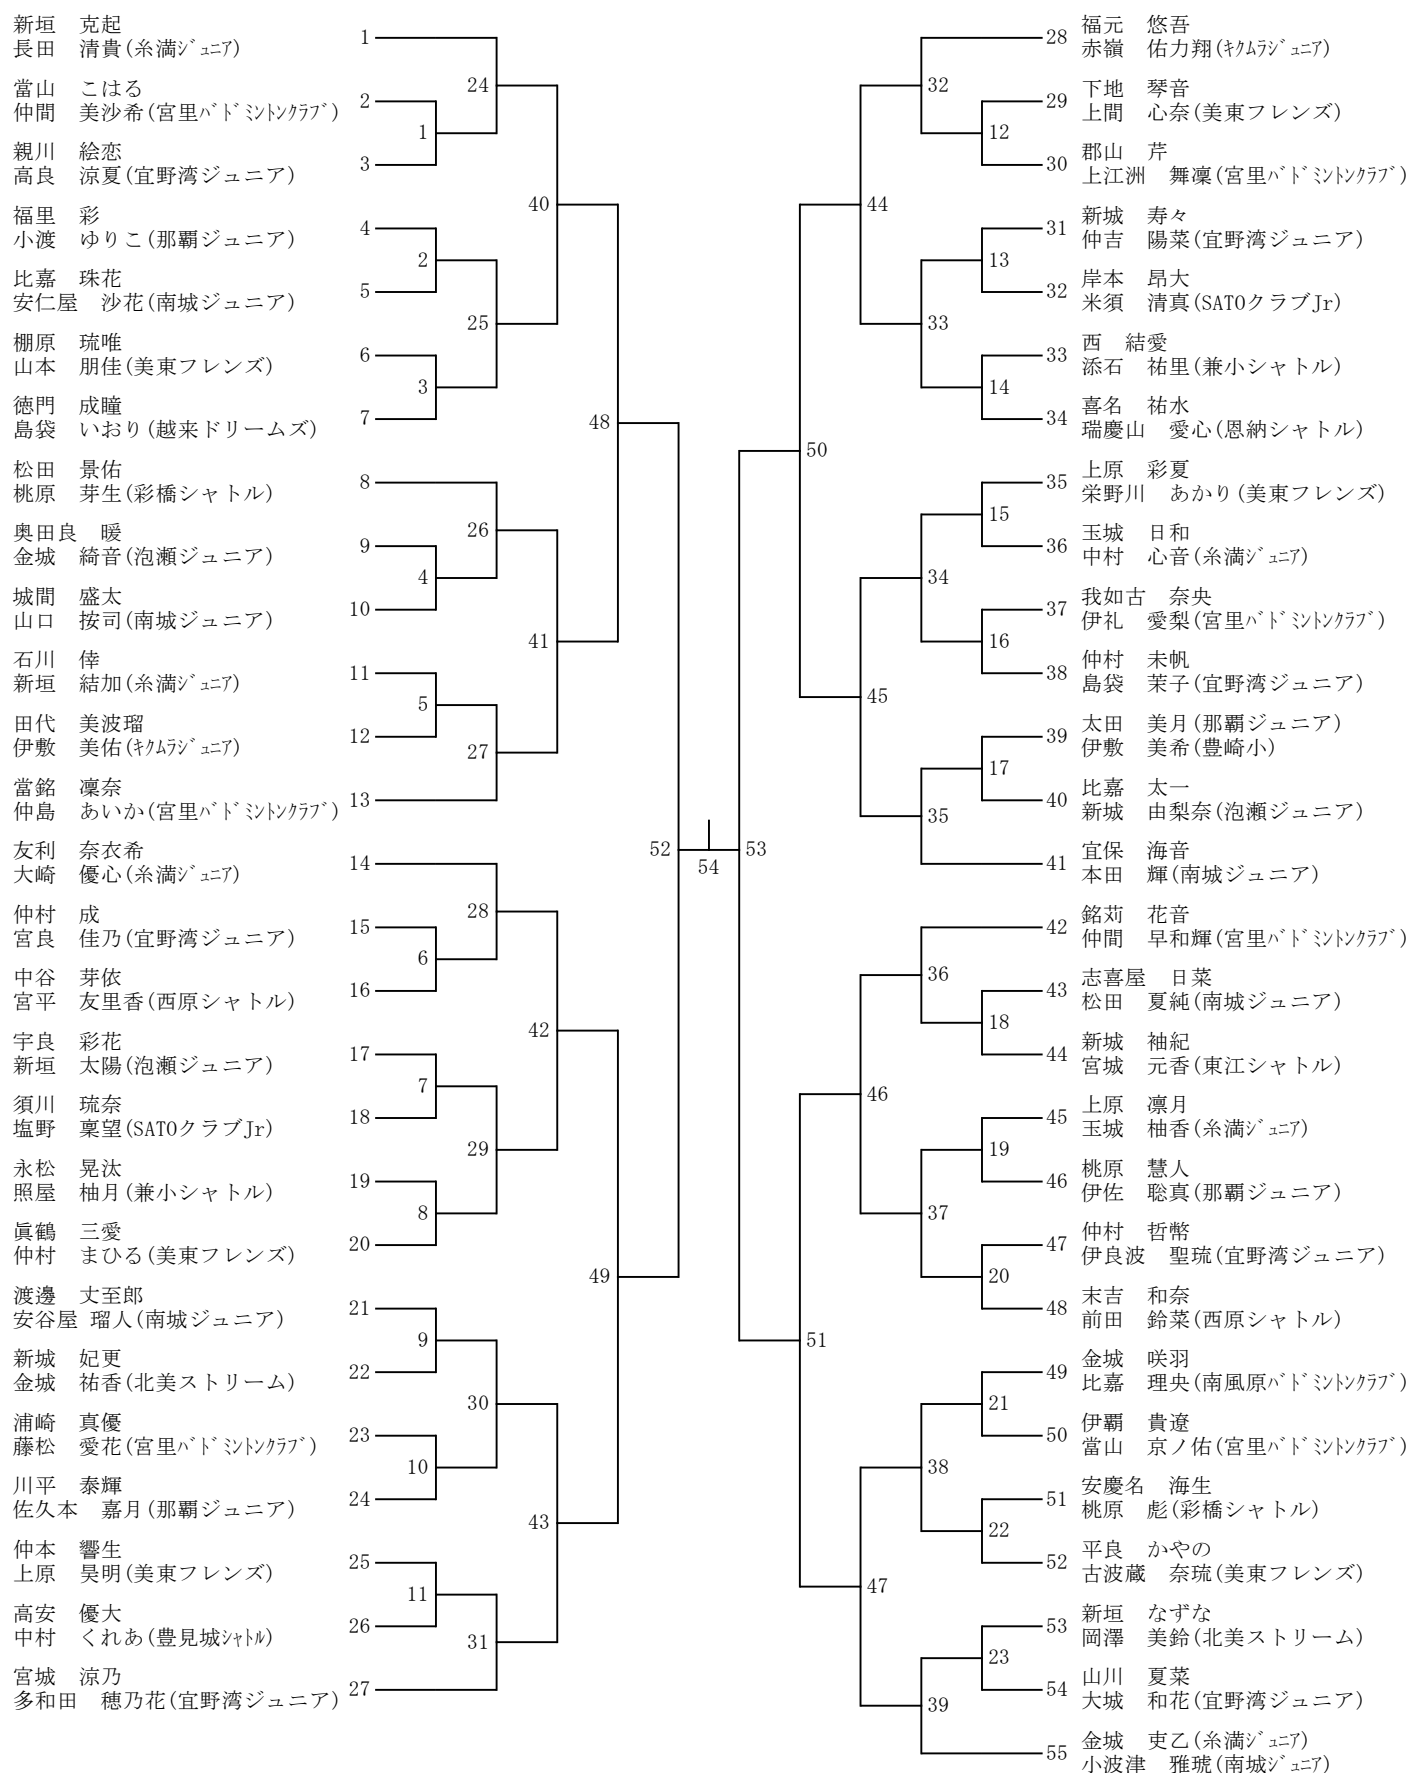 新垣　克起
長田　清貴(糸満ｼﾞｭﾆｱ) 1
當山　こはる
仲間　美沙希(宮里ﾊﾞﾄﾞﾐﾝﾄﾝｸﾗﾌﾞ) 2
親川　絵恋
高良　涼夏(宜野湾ジュニア) 3
福里　彩
小渡　ゆりこ(那覇ジュニア) 4
比嘉　珠花
安仁屋　沙花(南城ジュニア) 5
棚原　琉唯
山本　朋佳(美東フレンズ) 6
徳門　成瞳
島袋　いおり(越来ドリームズ) 7
松田　景佑
桃原　芽生(彩橋シャトル) 8
奥田良　暖
金城　綺音(泡瀬ジュニア) 9
城間　盛太
山口　按司(南城ジュニア) 10
石川　倖
新垣　結加(糸満ｼﾞｭﾆｱ) 11
田代　美波瑠
伊敷　美佑(ｷｸﾑﾗｼﾞｭﾆｱ) 12
當銘　凜奈
仲島　あいか(宮里ﾊﾞﾄﾞﾐﾝﾄﾝｸﾗﾌﾞ) 13
友利　奈衣希
大崎　優心(糸満ｼﾞｭﾆｱ) 14
仲村　成
宮良　佳乃(宜野湾ジュニア) 15
中谷　芽依
宮平　友里香(西原シャトル) 16
宇良　彩花
新垣　太陽(泡瀬ジュニア) 17
須川　琉奈
塩野　稟望(SATOクラブJr) 18
永松　晃汰
照屋　柚月(兼小シャトル) 19
眞鶴　三愛
仲村　まひる(美東フレンズ) 20
渡邊　丈至郎
安谷屋 瑠人(南城ジュニア) 21
新城　妃更
金城　祐香(北美ストリーム) 22
浦崎　真優
藤松　愛花(宮里ﾊﾞﾄﾞﾐﾝﾄﾝｸﾗﾌﾞ) 23
川平　泰輝
佐久本　嘉月(那覇ジュニア) 24
仲本　響生
上原　昊明(美東フレンズ) 25
高安　優大
中村　くれあ(豊見城ｼｬﾄﾙ) 26
宮城　涼乃
多和田　穂乃花(宜野湾ジュニア) 27
1
2
3
4
5
6
7
8
9
10
11
24
25
26
27
28
29
30
31
40
41
42
43
48
49
52
54
53
50
51
44
45
46
47
32
33
34
35
36
37
38
39
12
13
14
15
16
17
18
19
20
21
22
23
福元　悠吾
28 赤嶺　佑力翔(ｷｸﾑﾗｼﾞｭﾆｱ)
下地　琴音
29 上間　心奈(美東フレンズ)
郡山　芹
30 上江洲　舞凜(宮里ﾊﾞﾄﾞﾐﾝﾄﾝｸﾗﾌﾞ)
新城　寿々
31 仲吉　陽菜(宜野湾ジュニア)
岸本　昂大
32 米須　清真(SATOクラブJr)
西　結愛
33 添石　祐里(兼小シャトル)
喜名　祐水
34 瑞慶山　愛心(恩納シャトル)
上原　彩夏
35 栄野川　あかり(美東フレンズ)
玉城　日和
36 中村　心音(糸満ｼﾞｭﾆｱ)
我如古　奈央
37 伊礼　愛梨(宮里ﾊﾞﾄﾞﾐﾝﾄﾝｸﾗﾌﾞ)
仲村　未帆
38 島袋　茉子(宜野湾ジュニア)
太田　美月(那覇ジュニア)
39 伊敷　美希(豊崎小)
比嘉　太一
40 新城　由梨奈(泡瀬ジュニア)
宜保　海音
41 本田　輝(南城ジュニア)
銘苅　花音
42 仲間　早和輝(宮里ﾊﾞﾄﾞﾐﾝﾄﾝｸﾗﾌﾞ)
志喜屋　日菜
43 松田　夏純(南城ジュニア)
新城　袖紀
44 宮城　元香(東江シャトル)
上原　凛月
45 玉城　柚香(糸満ｼﾞｭﾆｱ)
桃原　慧人
46 伊佐　聡真(那覇ジュニア)
仲村　哲幣
47 伊良波　聖琉(宜野湾ジュニア)
末吉　和奈
48 前田　鈴菜(西原シャトル)
金城　咲羽
49 比嘉　理央(南風原ﾊﾞﾄﾞﾐﾝﾄﾝｸﾗﾌﾞ)
伊覇　貴遼
50 當山　京ノ佑(宮里ﾊﾞﾄﾞﾐﾝﾄﾝｸﾗﾌﾞ)
安慶名　海生
51 桃原　彪(彩橋シャトル)
平良　かやの
52 古波蔵　奈琉(美東フレンズ)
新垣　なずな
53 岡澤　美鈴(北美ストリーム)
山川　夏菜
54 大城　和花(宜野湾ジュニア)
金城　吏乙(糸満ｼﾞｭﾆｱ)
55 小波津　雅琥(南城ｼﾞｭﾆｱ)